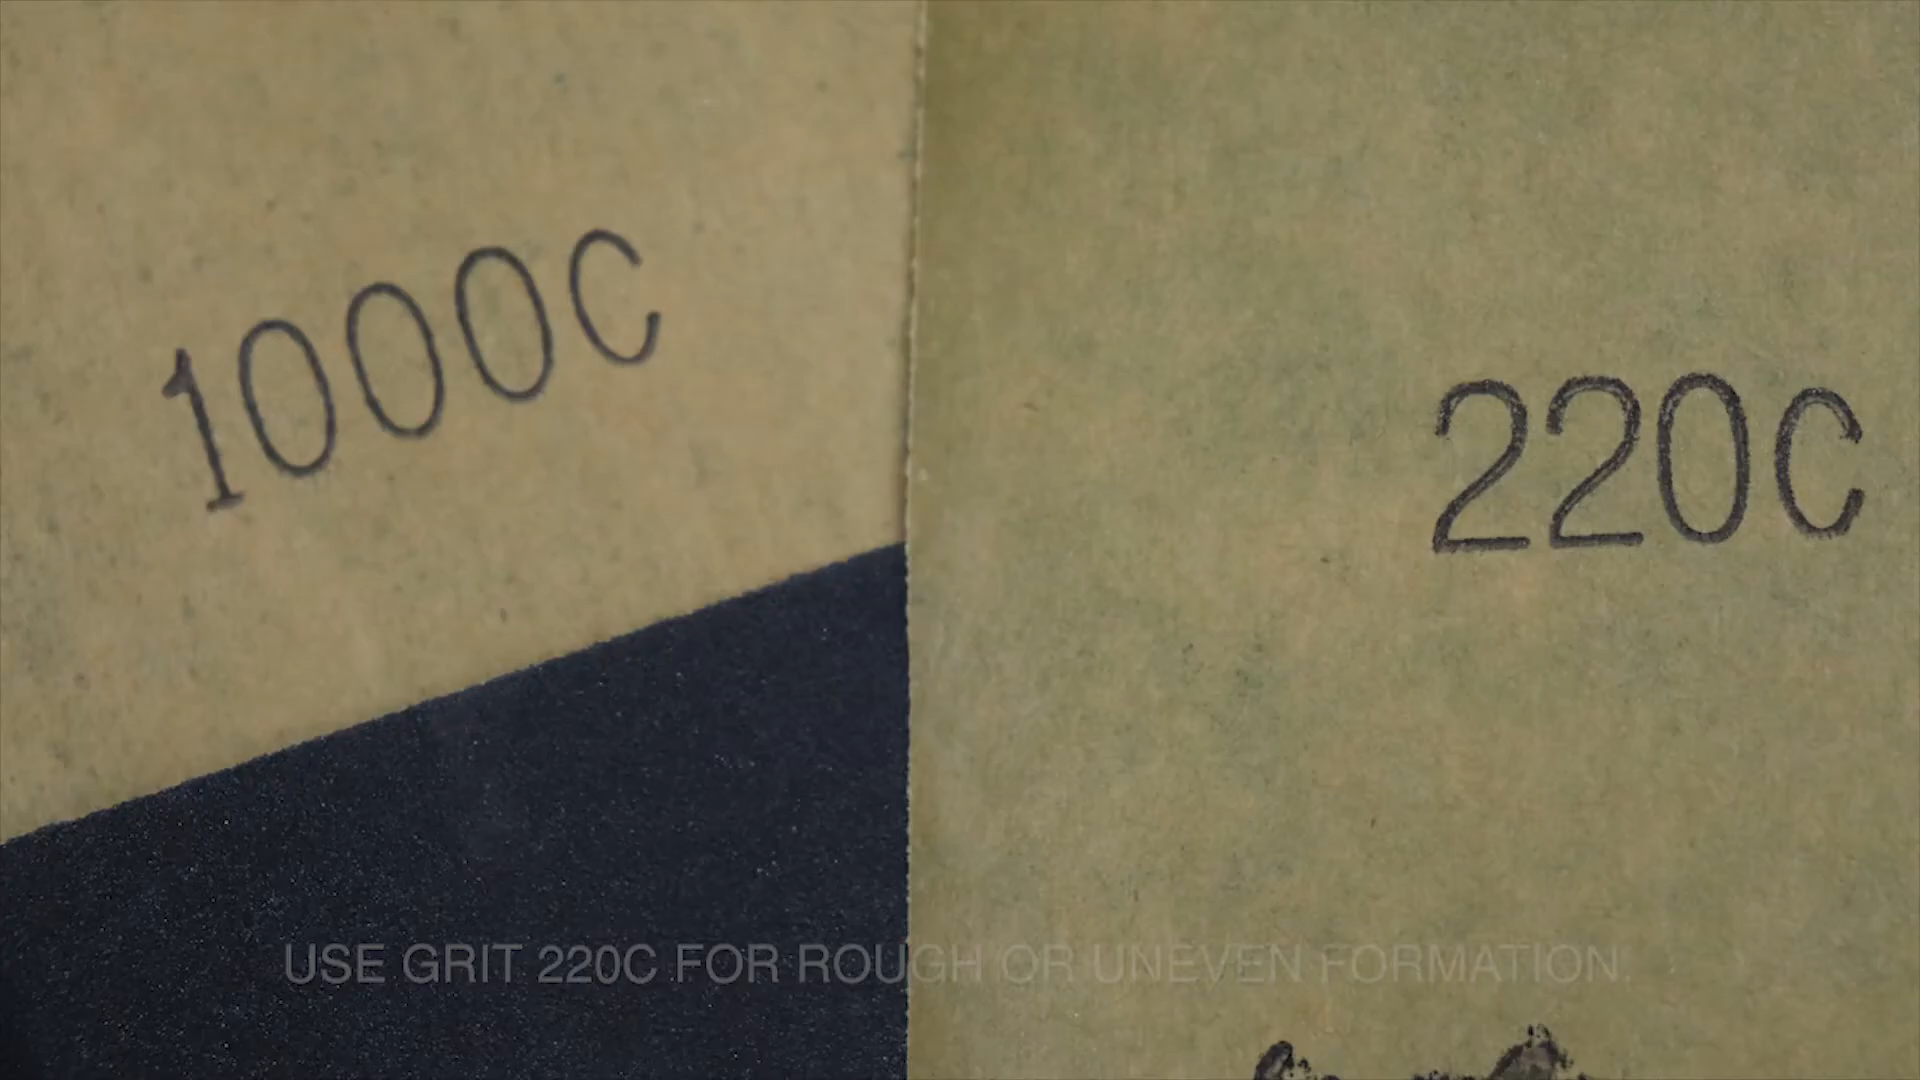 1000C
220C
USE GRIT 220C FOR ROUGH OR UNEVEN FORMATION.